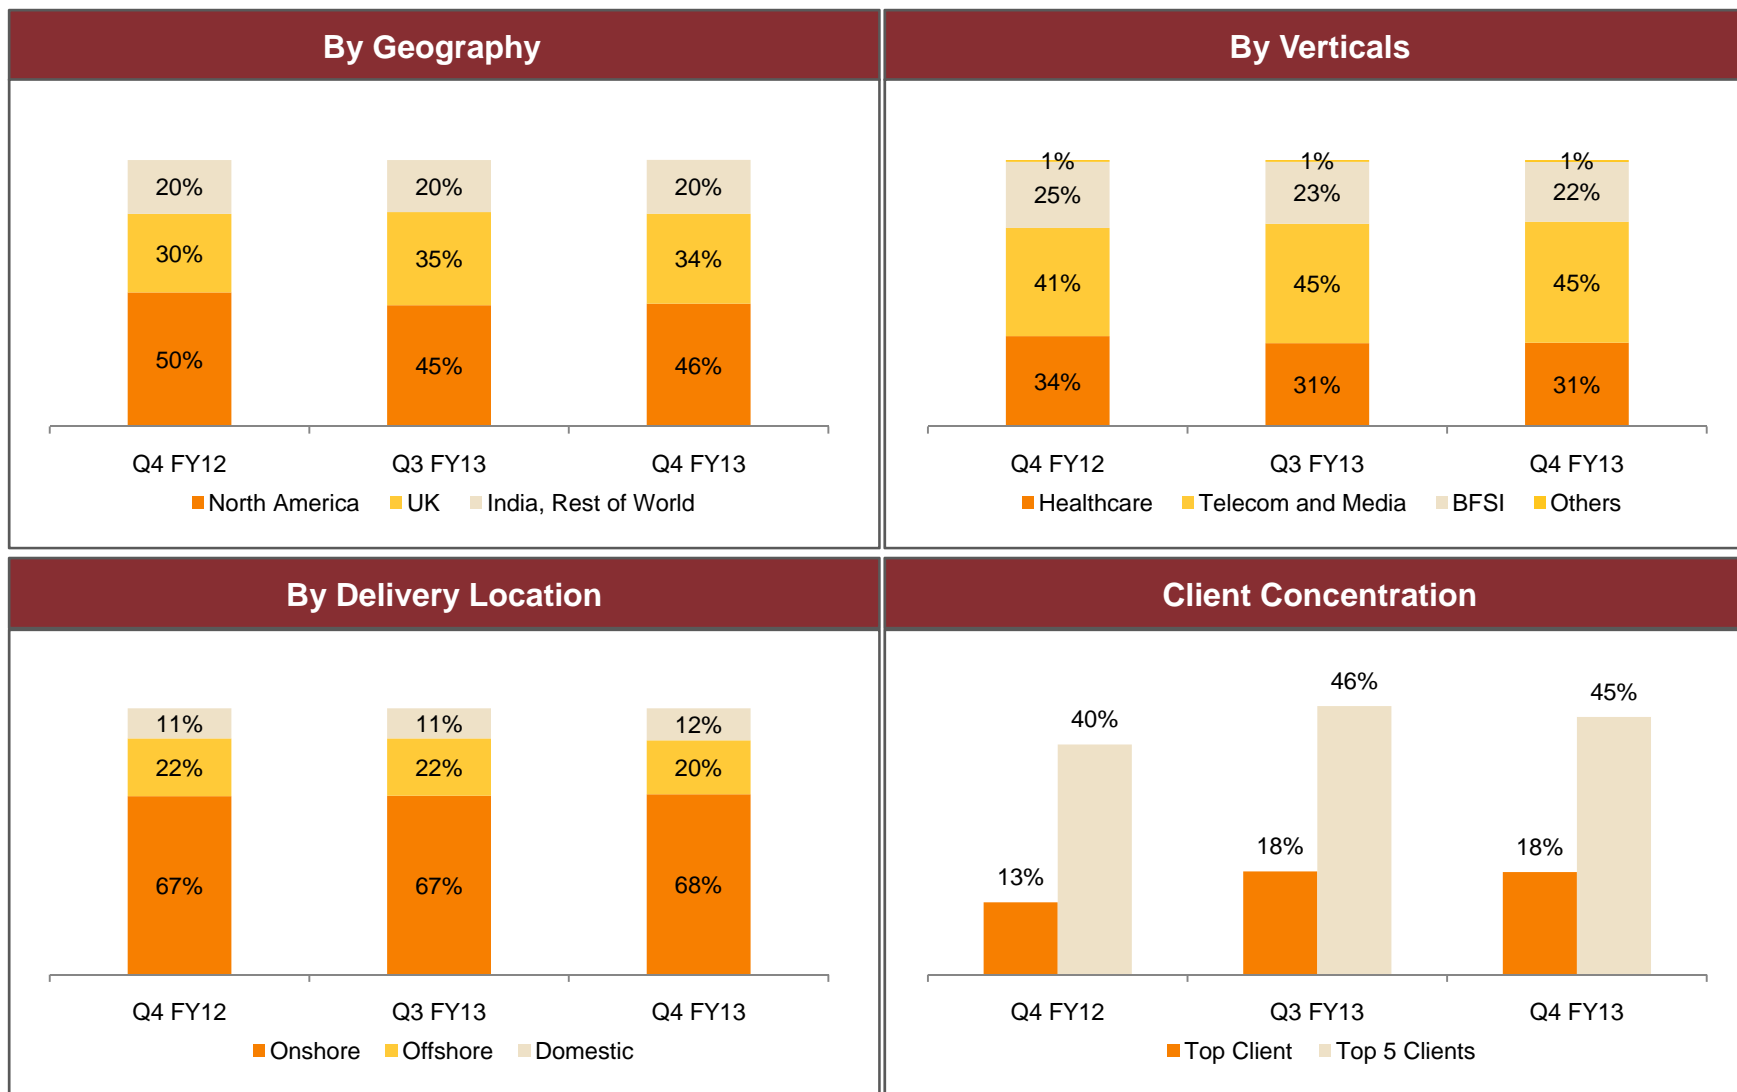 By Geography
20% 20% 20%
30% 35% 34%
50% 45% 46%
Q4 FY12 Q3 FY13 Q4 FY13
North America UK India, Rest of World
By Verticals
1% 1% 1%
25% 23% 22%
41% 45% 45%
34% 31% 31%
Q4 FY12 Q3 FY13 Q4 FY13
Healthcare Telecom and Media BFSI Others
By Delivery Location
11% 11% 12%
22% 22% 20%
67% 67% 68%
Q4 FY12 Q3 FY13 Q4 FY13
Onshore Offshore Domestic
Client Concentration
40% 46% 45%
13% 18% 18%
Q4 FY12 Q3 FY13 Q4 FY13
Top Client Top 5 Clients